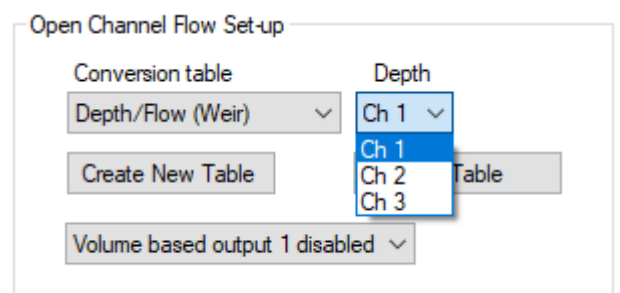 Open Channel Flow Set-up
Conversion table Depth
Depth/Flow (Weir) Ch 1
Ch 1
Create New Table Table
Ch 2
Ch 3
Volume based output 1 disabled